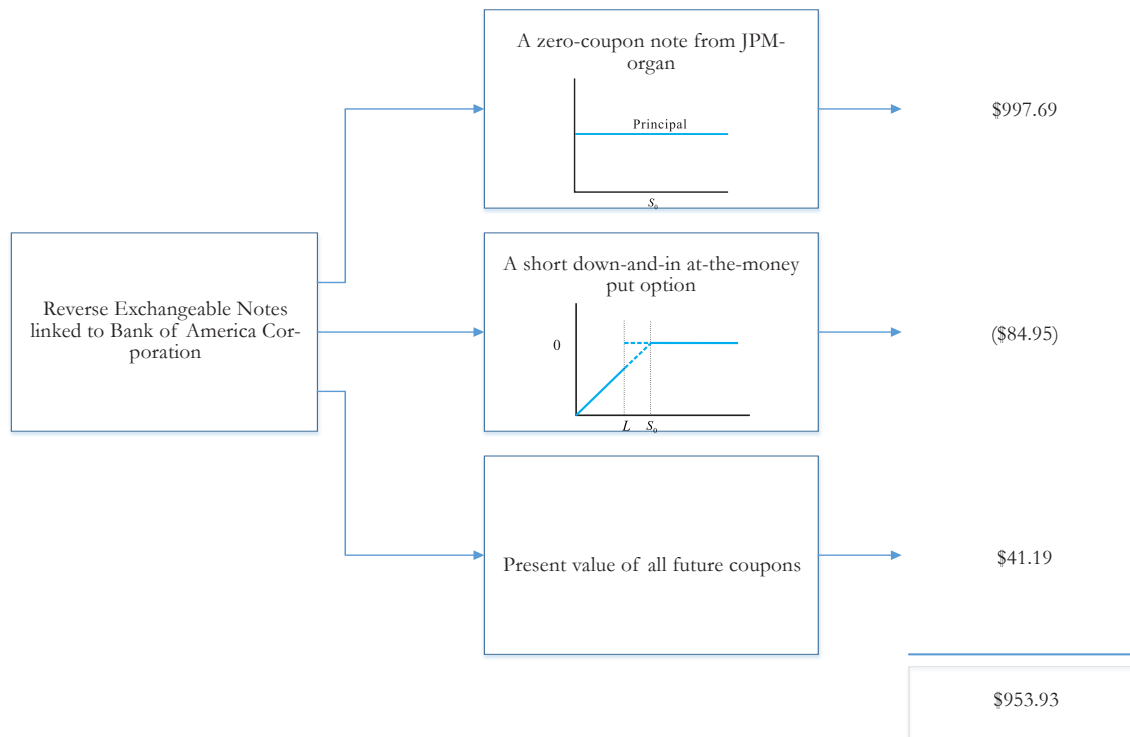 A zero-coupon note from JPM-
organ
Principal
S₀
$997.69
Reverse Exchangeable Notes
linked to Bank of America Cor-
poration
A short down-and-in at-the-money
put option
0
L S₀
($84.95)
Present value of all future coupons
$41.19
$953.93